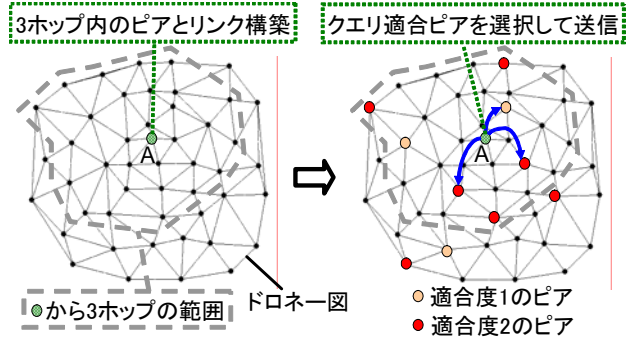 3ホップ内のピアとリンク構築
クエリ適合ピアを選択して送信
A
A
から3ホップの範囲
ドロネー図
適合度1のピア
適合度2のピア